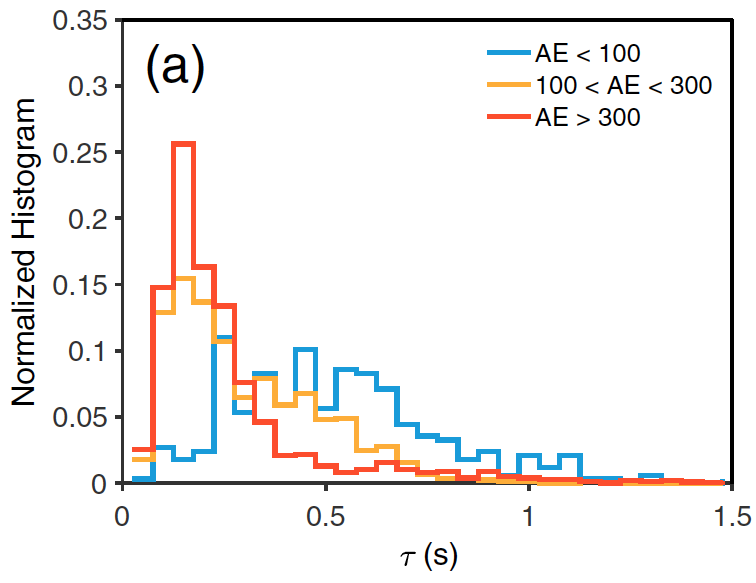 (a)
AE < 100
100 < AE < 300
AE > 300
Normalized Histogram
0.35
0.3
0.25
0.2
0.15
0.1
0.05
0
0
0.5
1
1.5
τ (s)